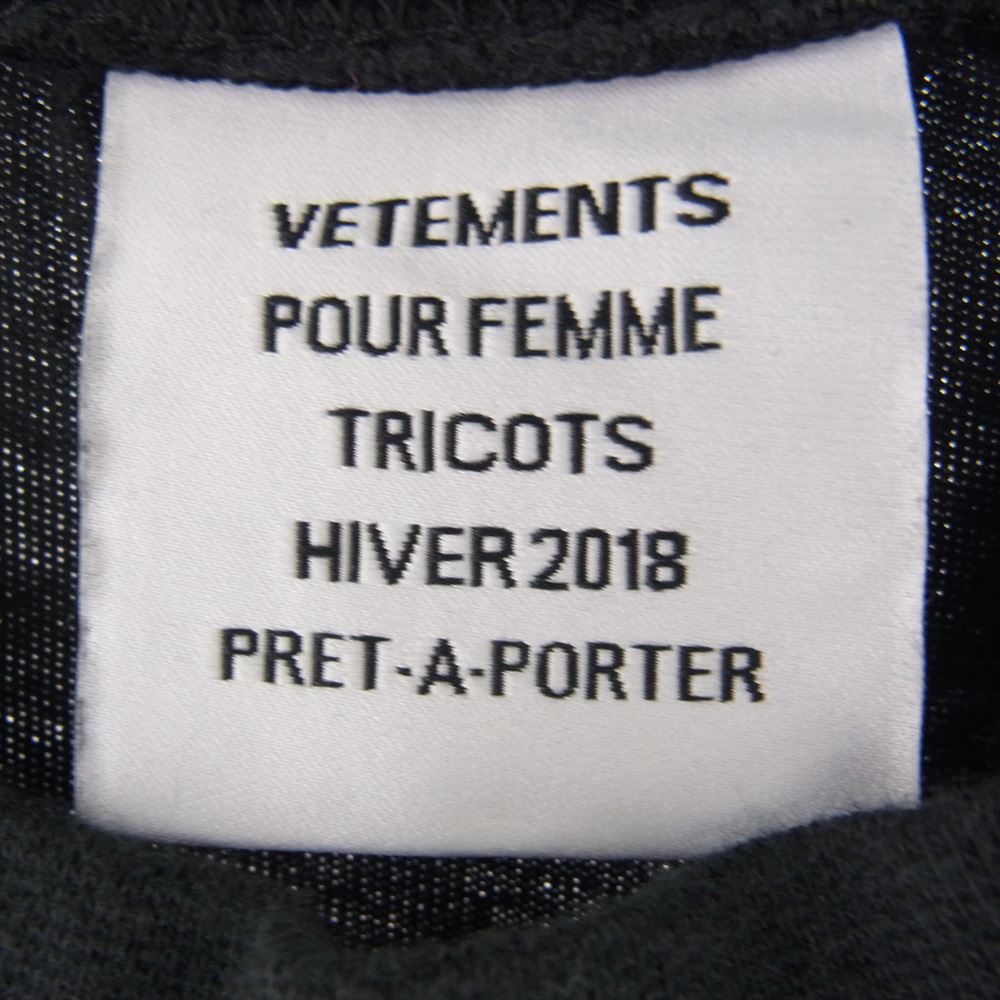 VETEMENTS
POUR FEMME
TRICOTS
HIVER 2018
PRET-A-PORTER